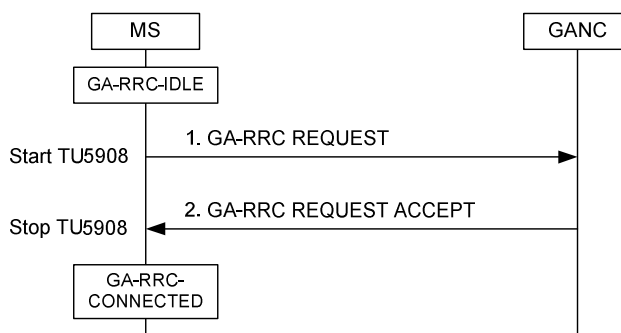 MS
GANC
GA-RRC-IDLE
1. GA-RRC REQUEST
Start TU5908
2. GA-RRC REQUEST ACCEPT
Stop TU5908
GA-RRC-
CONNECTED